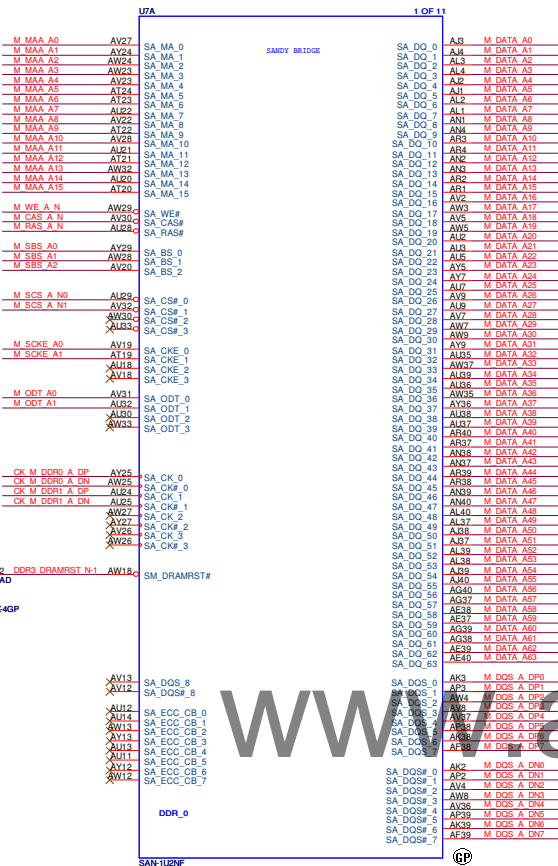 U7A 1 OF 11
SANDY BRIDGE
M_MAA_A0 AV27 SA_MA_0
M_MAA_A1 AY24 SA_MA_1
M_MAA_A2 AW24 SA_MA_2
M_MAA_A3 AW23 SA_MA_3
M_MAA_A4 AV23 SA_MA_4
M_MAA_A5 AT24 SA_MA_5
M_MAA_A6 AT23 SA_MA_6
M_MAA_A7 AU22 SA_MA_7
M_MAA_A8 AV22 SA_MA_8
M_MAA_A9 AT22 SA_MA_9
M_MAA_A10 AV28 SA_MA_10
M_MAA_A11 AU21 SA_MA_11
M_MAA_A12 AT21 SA_MA_12
M_MAA_A13 AW32 SA_MA_13
M_MAA_A14 AU20 SA_MA_14
M_MAA_A15 AT20 SA_MA_15
M_WE_A_N AW29 SA_WE#
M_CAS_A_N AV30 SA_CAS#
M_RAS_A_N AU28 SA_RAS#
M_SBS_A0 AY29 SA_BS_0
M_SBS_A1 AW28 SA_BS_1
M_SBS_A2 AV20 SA_BS_2
M_SCS_A_N0 AU29 SA_CS#_0
M_SCS_A_N1 AV32 SA_CS#_1
AW30 SA_CS#_2
AU33 SA_CS#_3
M_SCKE_A0 AV19 SA_CKE_0
M_SCKE_A1 AT19 SA_CKE_1
AU18 SA_CKE_2
AV18 SA_CKE_3
M_ODT_A0 AV31 SA_ODT_0
M_ODT_A1 AU32 SA_ODT_1
AU30 SA_ODT_2
AW33 SA_ODT_3
CK_M_DDR0_A_DP AY25 SA_CK_0
CK_M_DDR0_A_DN AW25 SA_CK#_0
CK_M_DDR1_A_DP AU24 SA_CK_1
CK_M_DDR1_A_DN AU25 SA_CK#_1
AW27 SA_CK_2
AY27 SA_CK#_2
AV26 SA_CK_3
AW26 SA_CK#_3
2 DDR3_DRAMRST_N-1 AW18 SM_DRAMRST#
AD
4GP
AV13 SA_DQS_8
AV12 SA_DQS#_8
AU12 SA_ECC_CB_0
AU14 SA_ECC_CB_1
AW13 SA_ECC_CB_2
AY13 SA_ECC_CB_3
AU13 SA_ECC_CB_4
AU11 SA_ECC_CB_5
AY12 SA_ECC_CB_6
AW12 SA_ECC_CB_7
DDR_0
SA_DQ_0 AJ3 M_DATA_A0
SA_DQ_1 AJ4 M_DATA_A1
SA_DQ_2 AL3 M_DATA_A2
SA_DQ_3 AL4 M_DATA_A3
SA_DQ_4 AJ2 M_DATA_A4
SA_DQ_5 AJ1 M_DATA_A5
SA_DQ_6 AL2 M_DATA_A6
SA_DQ_7 AL1 M_DATA_A7
SA_DQ_8 AN1 M_DATA_A8
SA_DQ_9 AN4 M_DATA_A9
SA_DQ_10 AR3 M_DATA_A10
SA_DQ_11 AR4 M_DATA_A11
SA_DQ_12 AN2 M_DATA_A12
SA_DQ_13 AN3 M_DATA_A13
SA_DQ_14 AR2 M_DATA_A14
SA_DQ_15 AR1 M_DATA_A15
SA_DQ_16 AV2 M_DATA_A16
SA_DQ_17 AW3 M_DATA_A17
SA_DQ_18 AV5 M_DATA_A18
SA_DQ_19 AW5 M_DATA_A19
SA_DQ_20 AU2 M_DATA_A20
SA_DQ_21 AU3 M_DATA_A21
SA_DQ_22 AU5 M_DATA_A22
SA_DQ_23 AY5 M_DATA_A23
SA_DQ_24 AY7 M_DATA_A24
SA_DQ_25 AU7 M_DATA_A25
SA_DQ_26 AV9 M_DATA_A26
SA_DQ_27 AU9 M_DATA_A27
SA_DQ_28 AV7 M_DATA_A28
SA_DQ_29 AW7 M_DATA_A29
SA_DQ_30 AW9 M_DATA_A30
SA_DQ_31 AY9 M_DATA_A31
SA_DQ_32 AU35 M_DATA_A32
SA_DQ_33 AW37 M_DATA_A33
SA_DQ_34 AU39 M_DATA_A34
SA_DQ_35 AU36 M_DATA_A35
SA_DQ_36 AW35 M_DATA_A36
SA_DQ_37 AY36 M_DATA_A37
SA_DQ_38 AU38 M_DATA_A38
SA_DQ_39 AU37 M_DATA_A39
SA_DQ_40 AR40 M_DATA_A40
SA_DQ_41 AR37 M_DATA_A41
SA_DQ_42 AN38 M_DATA_A42
SA_DQ_43 AN37 M_DATA_A43
SA_DQ_44 AR39 M_DATA_A44
SA_DQ_45 AR38 M_DATA_A45
SA_DQ_46 AN39 M_DATA_A46
SA_DQ_47 AN40 M_DATA_A47
SA_DQ_48 AL40 M_DATA_A48
SA_DQ_49 AL37 M_DATA_A49
SA_DQ_50 AJ38 M_DATA_A50
SA_DQ_51 AJ37 M_DATA_A51
SA_DQ_52 AL39 M_DATA_A52
SA_DQ_53 AL38 M_DATA_A53
SA_DQ_54 AJ39 M_DATA_A54
SA_DQ_55 AJ40 M_DATA_A55
SA_DQ_56 AG40 M_DATA_A56
SA_DQ_57 AG37 M_DATA_A57
SA_DQ_58 AE38 M_DATA_A58
SA_DQ_59 AE37 M_DATA_A59
SA_DQ_60 AG39 M_DATA_A60
SA_DQ_61 AG38 M_DATA_A61
SA_DQ_62 AE39 M_DATA_A62
SA_DQ_63 AE40 M_DATA_A63
SA_DQS_0 AK3 M_DQS_A_DP0
SA_DQS_1 AP3 M_DQS_A_DP1
SA_DQS_2 AW4 M_DQS_A_DP2
SA_DQS_3 AV8 M_DQS_A_DP3
SA_DQS_4 AV37 M_DQS_A_DP4
SA_DQS_5 AP38 M_DQS_A_DP5
SA_DQS_6 AK38 M_DQS_A_DP6
SA_DQS_7 AF38 M_DQS_A_DP7
SA_DQS#_0 AK2 M_DQS_A_DN0
SA_DQS#_1 AP2 M_DQS_A_DN1
SA_DQS#_2 AV4 M_DQS_A_DN2
SA_DQS#_3 AW8 M_DQS_A_DN3
SA_DQS#_4 AV36 M_DQS_A_DN4
SA_DQS#_5 AP39 M_DQS_A_DN5
SA_DQS#_6 AK39 M_DQS_A_DN6
SA_DQS#_7 AF39 M_DQS_A_DN7
www.a
GP
SAN-1U2NF